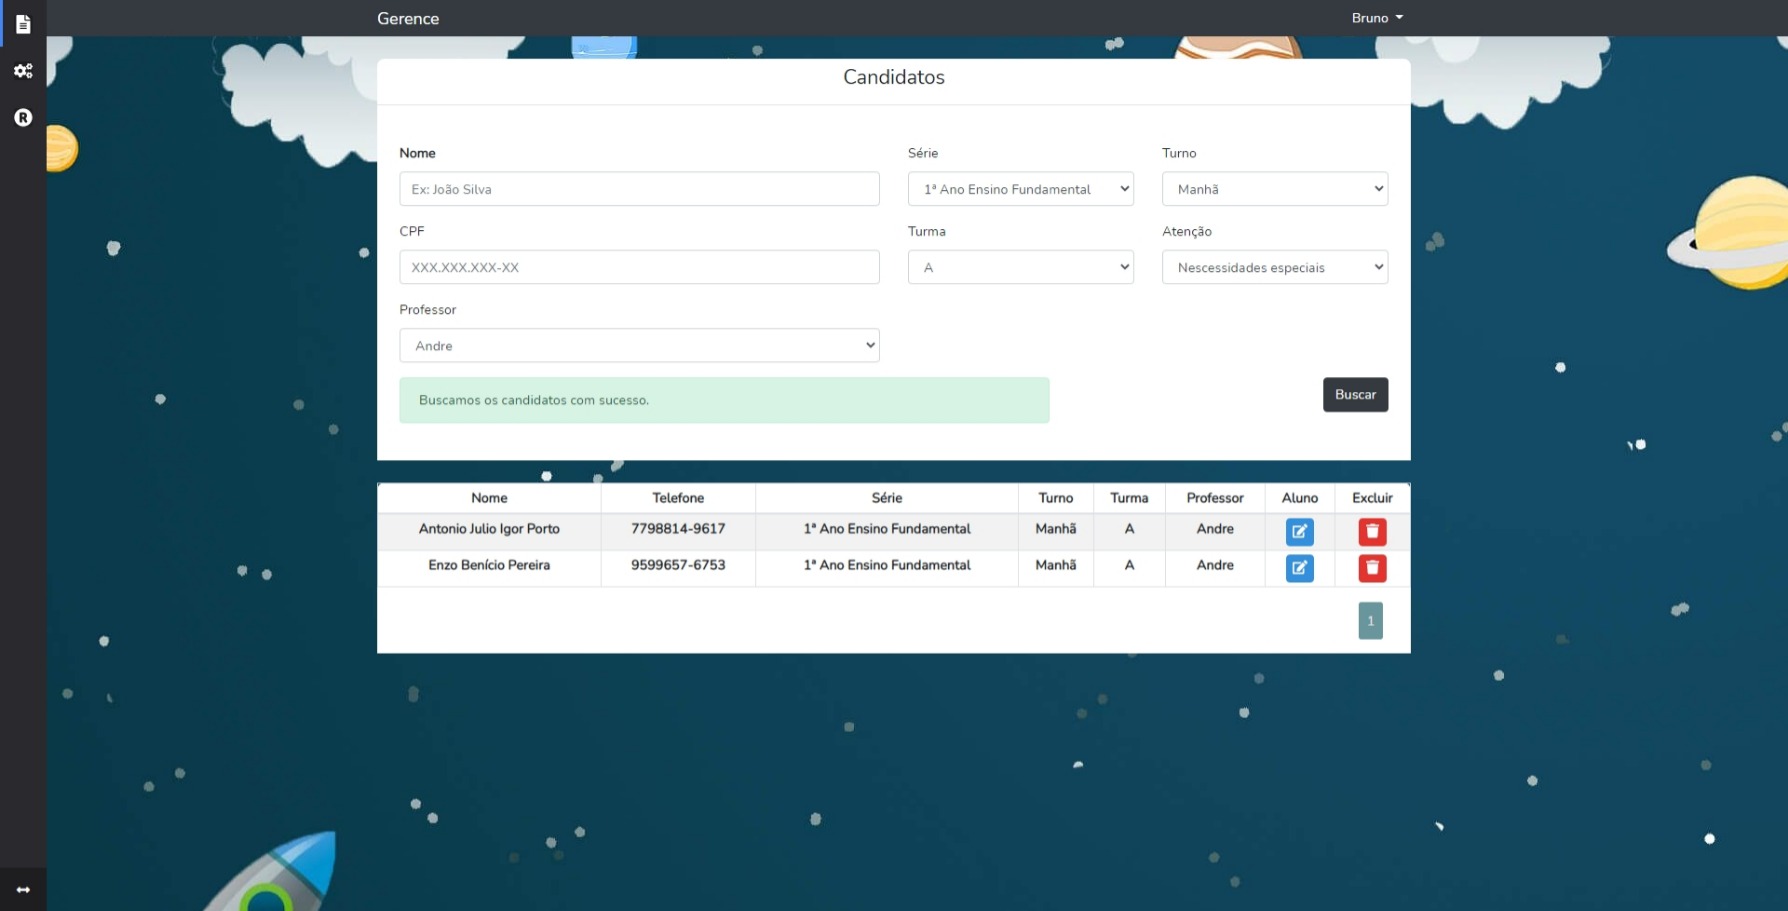 Gerence
Bruno
Candidatos
Nome
Série
Turno
Ex: João Silva
1ª Ano Ensino Fundamental
Manhã
CPF
Turma
Atenção
XXX.XXX.XXX-XX
A
Nescessidades especiais
Professor
Andre
Buscamos os candidatos com sucesso.
Buscar
Nome Telefone Série Turno Turma Professor Aluno Excluir
Antonio Julio Igor Porto 7798814-9617 1ª Ano Ensino Fundamental Manhã A Andre
Enzo Benício Pereira 9599657-6753 1ª Ano Ensino Fundamental Manhã A Andre
1
R